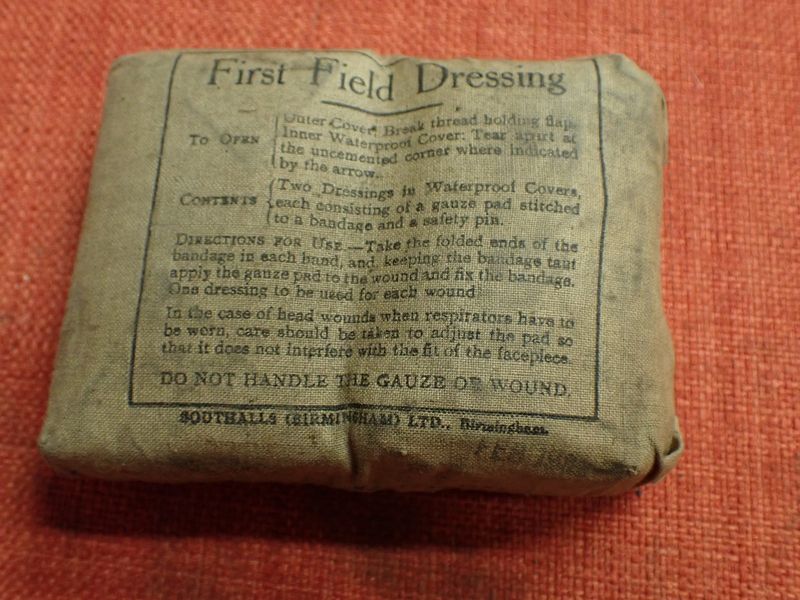 First Field Dressing
TO OPEN
Outer Cover: Break thread holding flap.
Inner Waterproof Cover: Tear apart at
the uncemented corner where indicated
by the arrow.
CONTENTS
Two Dressings in Waterproof Covers,
each consisting of a gauze pad stitched
to a bandage and a safety pin.
DIRECTIONS FOR USE.—Take the folded ends of the
bandage in each hand, and, keeping the bandage taut
apply the gauze pad to the wound and fix the bandage.
One dressing to be used for each wound
In the case of head wounds when respirators have to
be worn, care should be taken to adjust the pad so
that it does not interfere with the fit of the facepiece.
DO NOT HANDLE THE GAUZE OR WOUND.
SOUTHALLS (BIRMINGHAM) LTD., Birmingham.
FEB